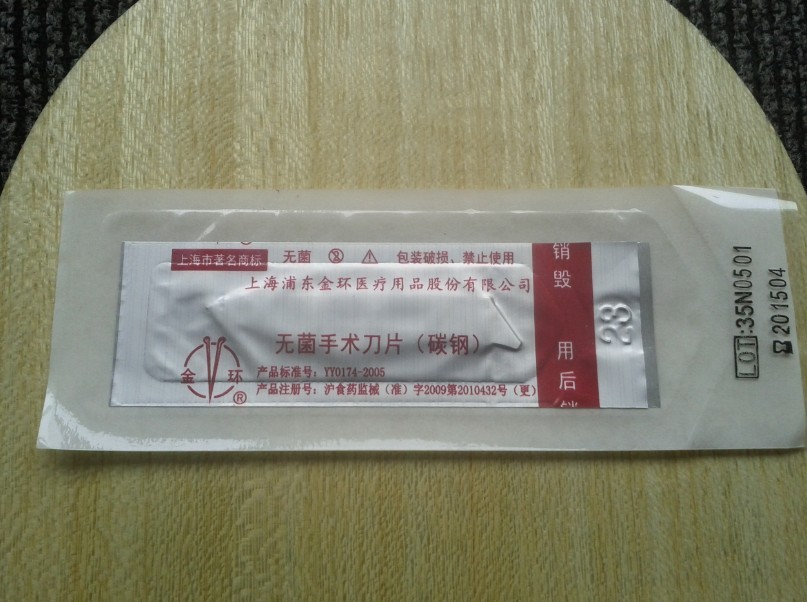 上海市著名商标 无菌 包装破损、禁止使用
上海浦东金环医疗用品股份有限公司
无菌手术刀片（碳钢）
金环®
产品标准号：YY0174-2005
产品注册号：沪食药监械（准）字2009第2010432号（更）
销毁
用后销
23
LOT:35N0501
201504